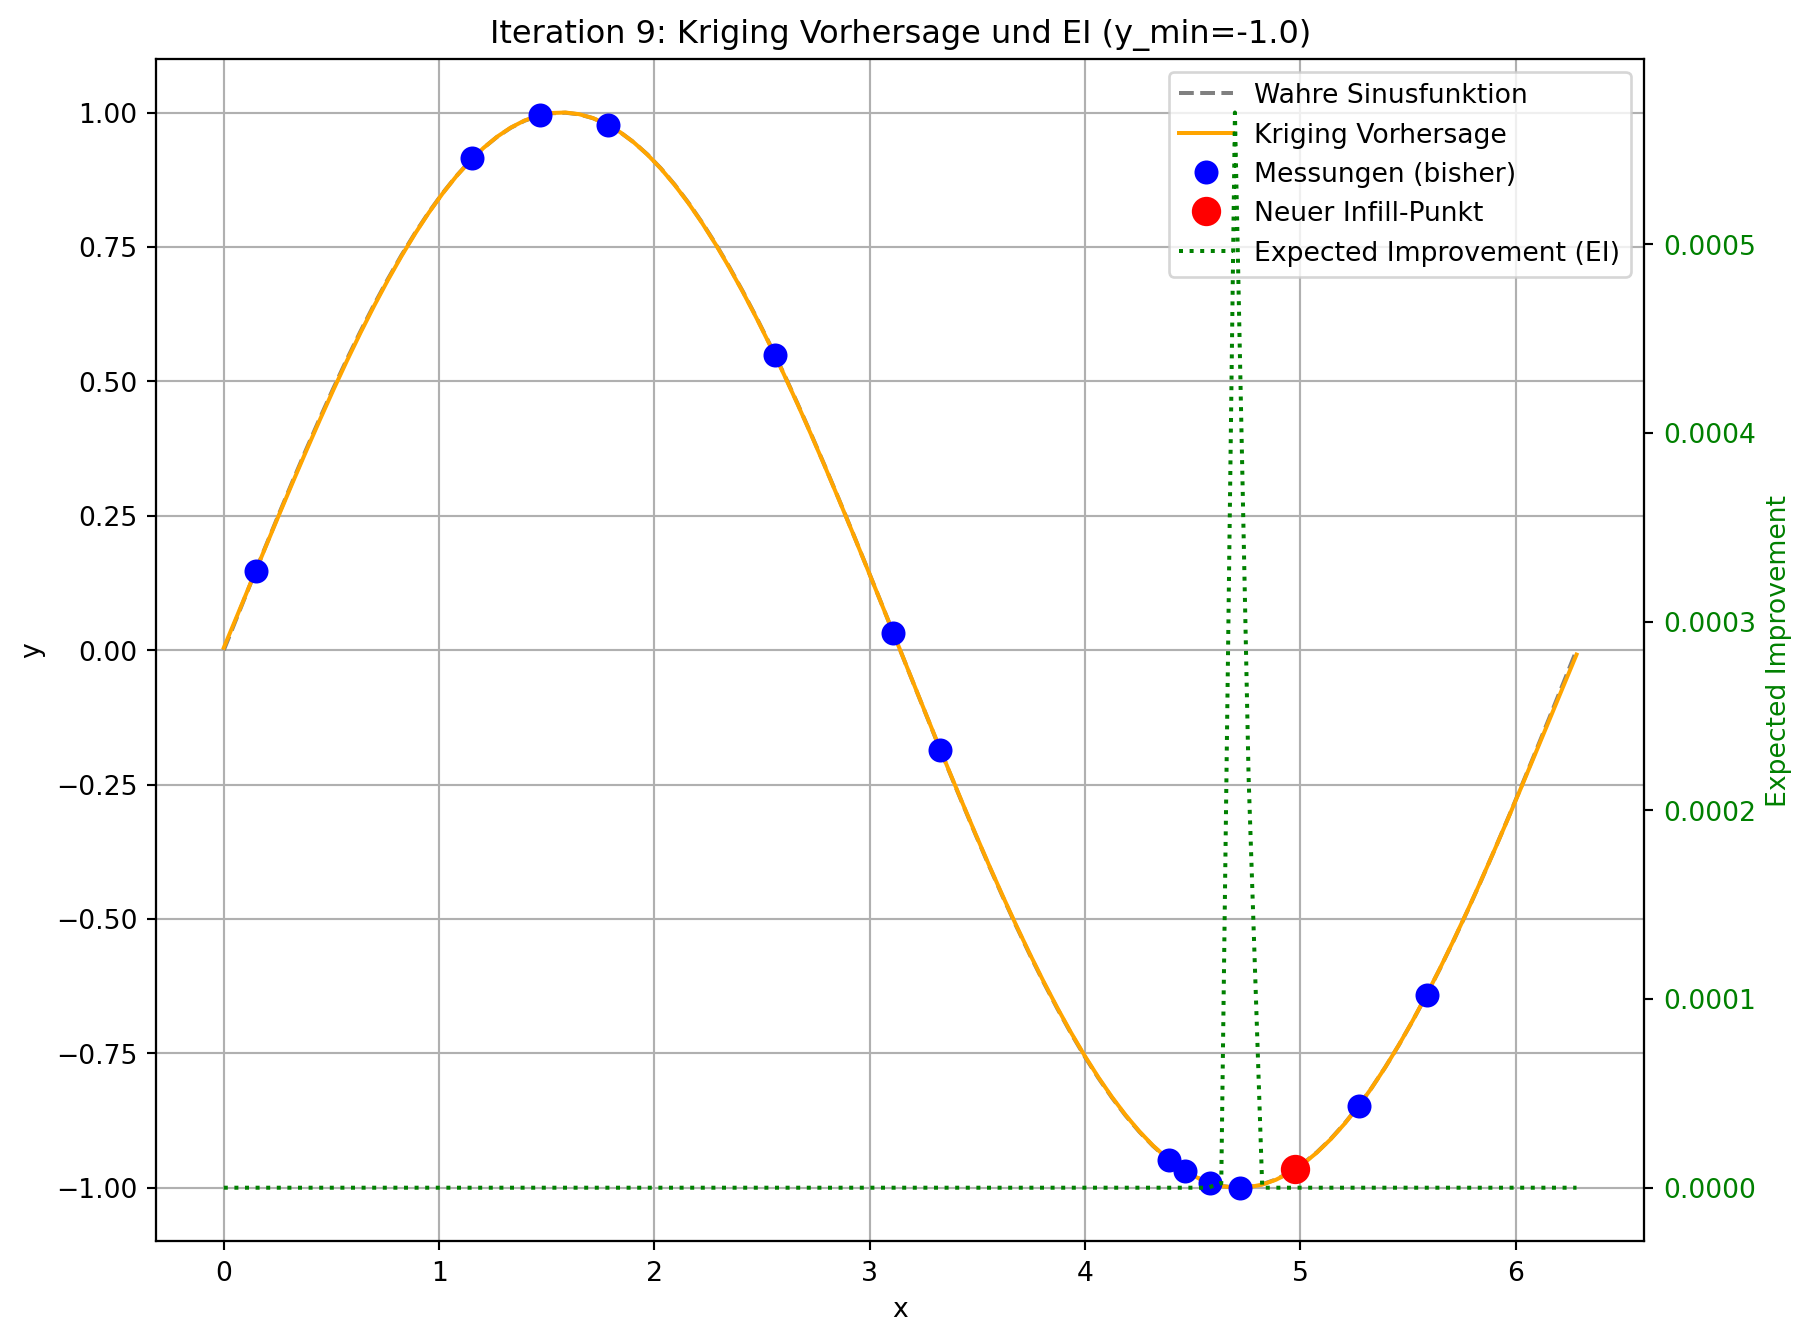 Iteration 9: Kriging Vorhersage und EI (y_min=-1.0)
Wahre Sinusfunktion
Kriging Vorhersage
Messungen (bisher)
Neuer Infill-Punkt
Expected Improvement (EI)
1.00
0.75
0.50
0.25
0.00
−0.25
−0.50
−0.75
−1.00
y
0.0005
0.0004
0.0003
0.0002
0.0001
0.0000
Expected Improvement
0 1 2 3 4 5 6
x